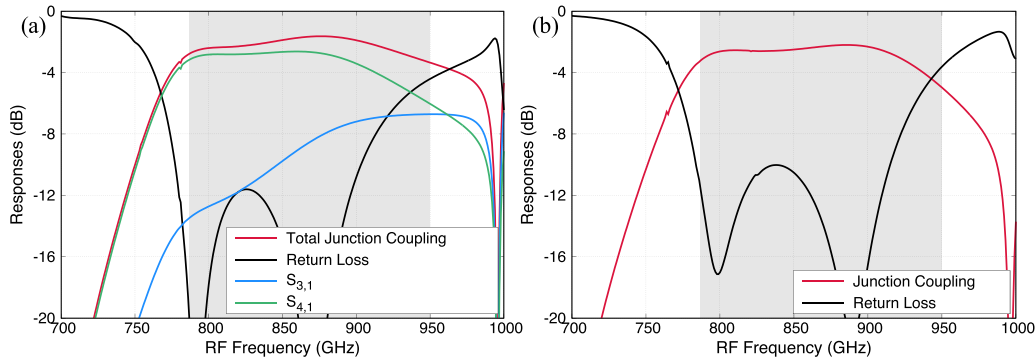 (a)
Responses (dB)
0
-4
-8
-12
-16
-20
Total Junction Coupling
Return Loss
S3,1
S4,1
700 750 800 850 900 950 1000
RF Frequency (GHz)
(b)
Responses (dB)
0
-4
-8
-12
-16
-20
Junction Coupling
Return Loss
700 750 800 850 900 950 1000
RF Frequency (GHz)